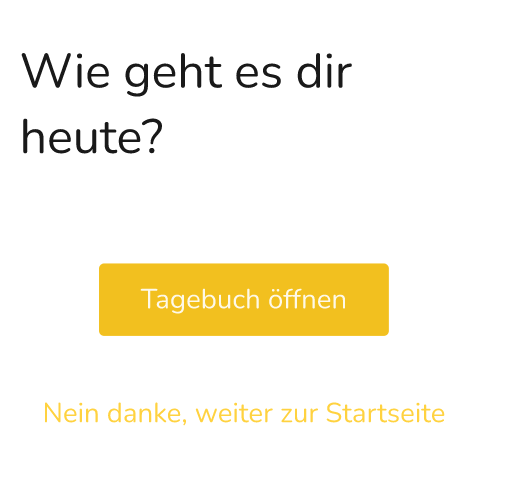 Wie geht es dir
heute?
Tagebuch öffnen
Nein danke, weiter zur Startseite